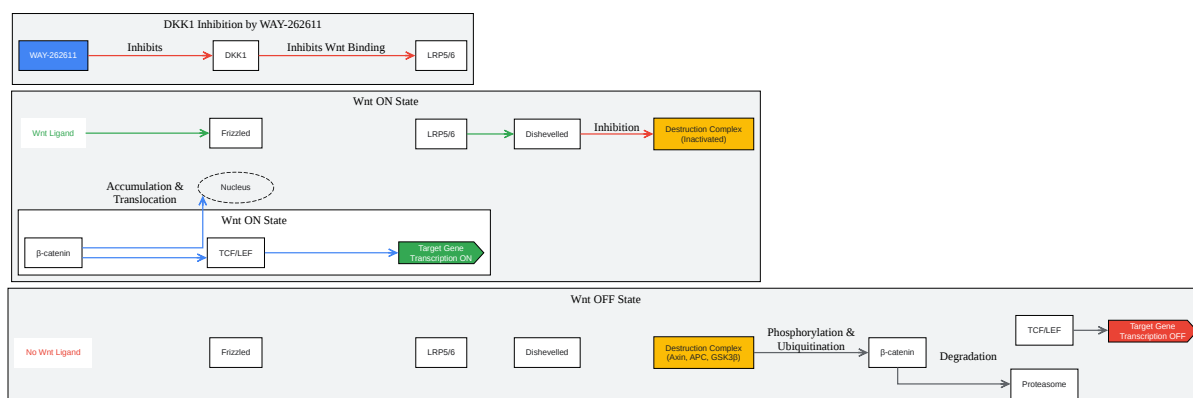 DKK1 Inhibition by WAY-262611
WAY-262611
Inhibits
DKK1
Inhibits Wnt Binding
LRP5/6
Wnt ON State
Wnt Ligand
Frizzled
LRP5/6
Dishevelled
Inhibition
Destruction Complex
(Inactivated)
Accumulation &
Translocation
Nucleus
Wnt ON State
β-catenin
TCF/LEF
Target Gene
Transcription ON
Wnt OFF State
No Wnt Ligand
Frizzled
LRP5/6
Dishevelled
Destruction Complex
(Axin, APC, GSK3β)
Phosphorylation &
Ubiquitination
β-catenin
Degradation
TCF/LEF
Target Gene
Transcription OFF
Proteasome